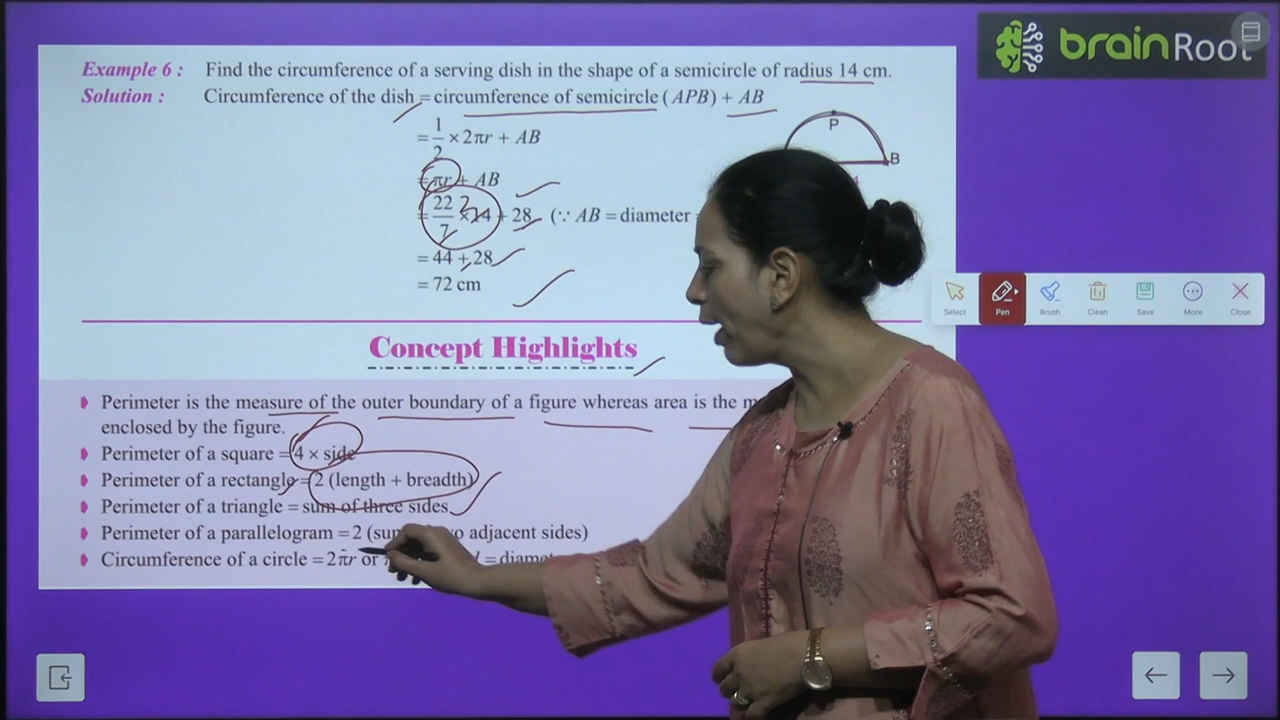 brainRoot
Example 6 : Find the circumference of a serving dish in the shape of a semicircle of radius 14 cm.
Solution : Circumference of the dish = circumference of semicircle (APB) + AB
= 1/2 × 2πr + AB
P
B
= πr + AB
= 22/7 × 14 + 28 (∵ AB = diameter
2
= 44 + 28
= 72 cm
Select Pen Brush Clean Save More Close
Concept Highlights
Perimeter is the measure of the outer boundary of a figure whereas area is the
enclosed by the figure.
Perimeter of a square = 4 × side
Perimeter of a rectangle = 2 (length + breadth)
Perimeter of a triangle = sum of three sides
Perimeter of a parallelogram = 2 (sum adjacent sides)
Circumference of a circle = 2πr or = diameter